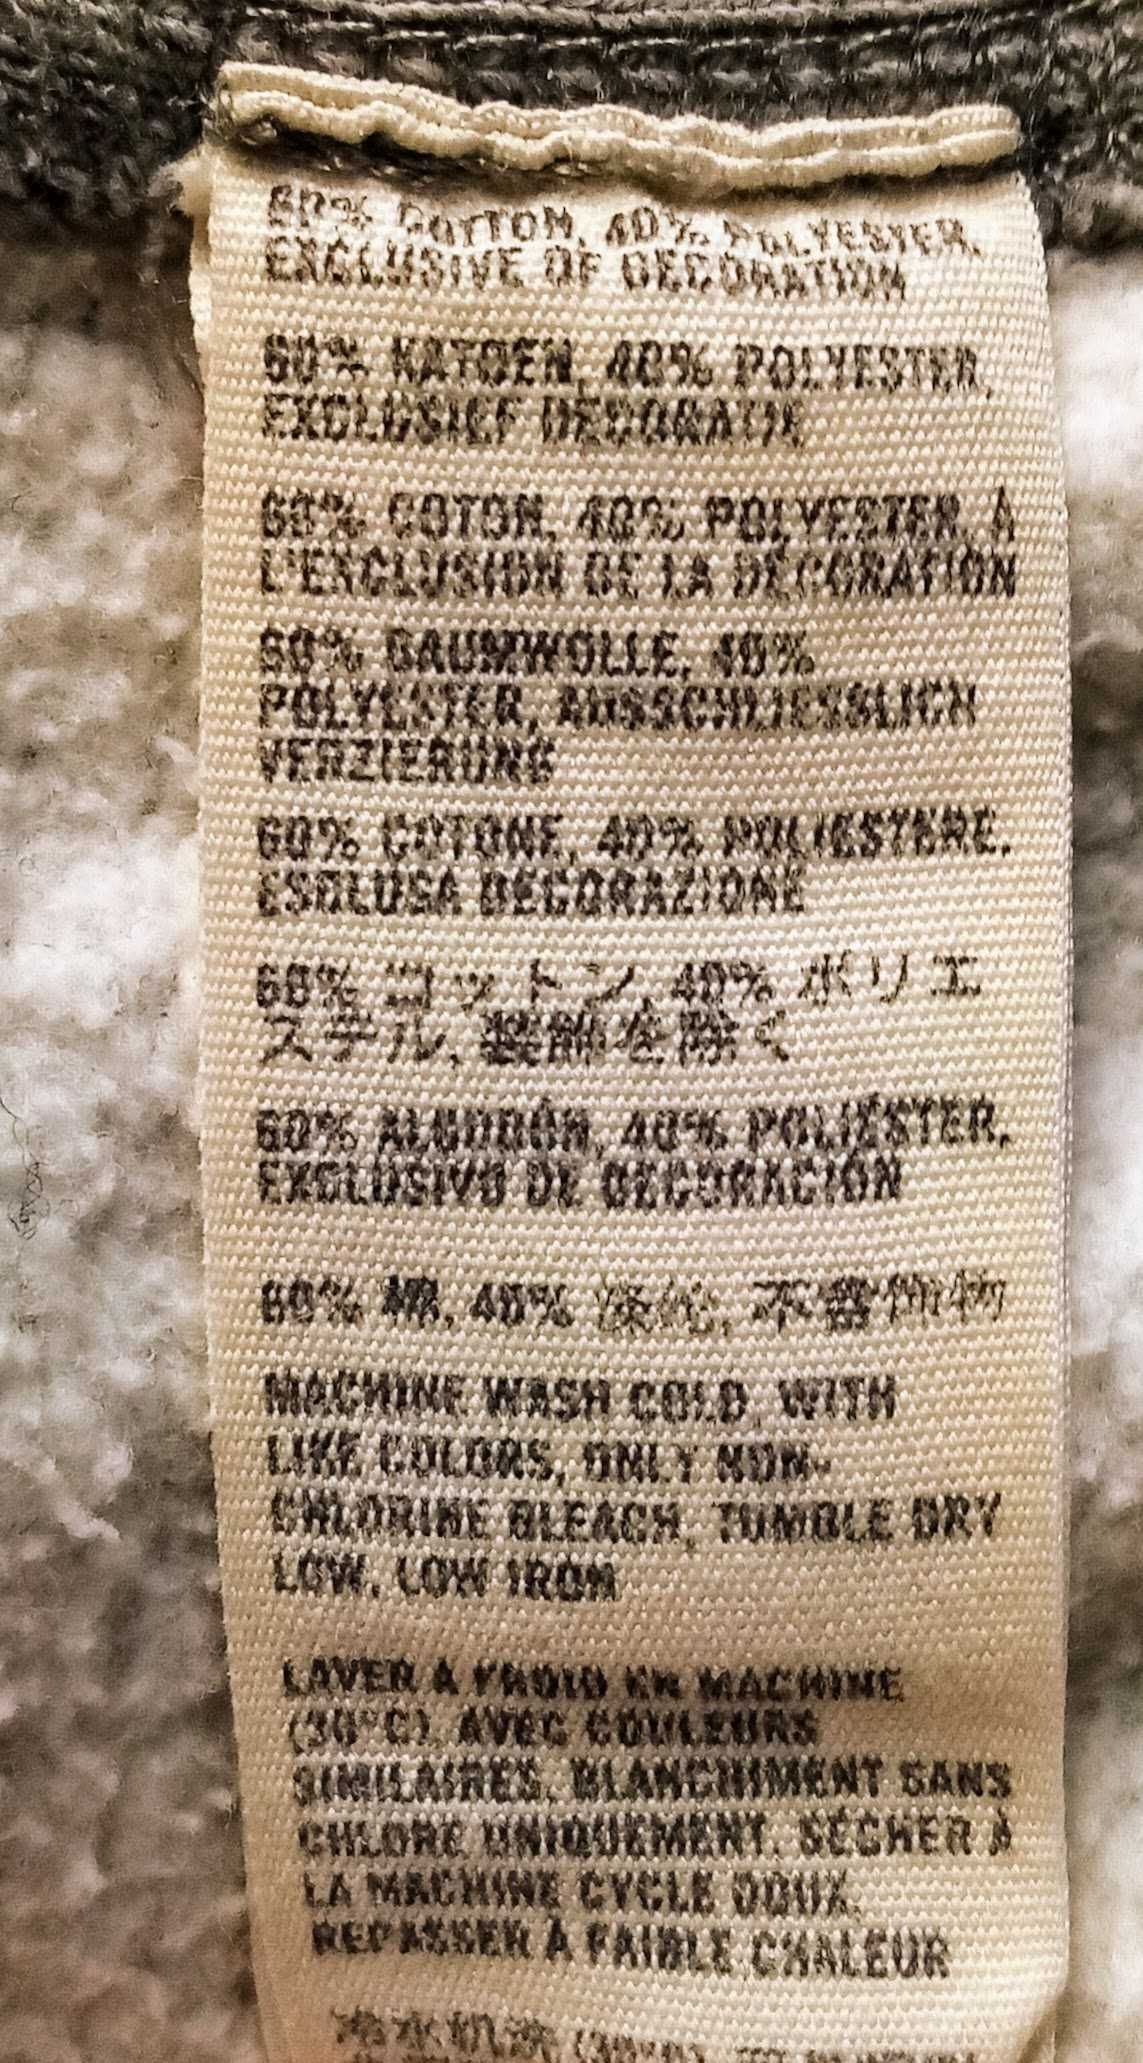 60% COTTON, 40% POLYESTER,
EXCLUSIVE OF DECORATION
60% KATOEN, 40% POLYESTER,
EXCLUSIEF DECORATIE
60% COTON, 40% POLYESTER, À
L'EXCLUSION DE LA DÉCORATION
60% BAUMWOLLE, 40%
POLYESTER, AUSSCHLIESSLICH
VERZIERUNG
60% COTONE, 40% POLIESTERE,
ESCLUSA DECORAZIONE
60% コットン, 40% ポリエ
ステル, 装飾を除く
60% ALGODÓN, 40% POLIÉSTER,
EXCLUSIVO DE DECORACIÓN
60% 棉, 40% 涤纶, 不含饰物
MACHINE WASH COLD, WITH
LIKE COLORS, ONLY NON-
CHLORINE BLEACH, TUMBLE DRY
LOW, LOW IRON
LAVER A FROID EN MACHINE
(30°C), AVEC COULEURS
SIMILAIRES. BLANCHIMENT SANS
CHLORE UNIQUEMENT. SÉCHER À
LA MACHINE CYCLE DOUX.
REPASSER À FAIBLE CHALEUR
冷水机洗 (30°C),